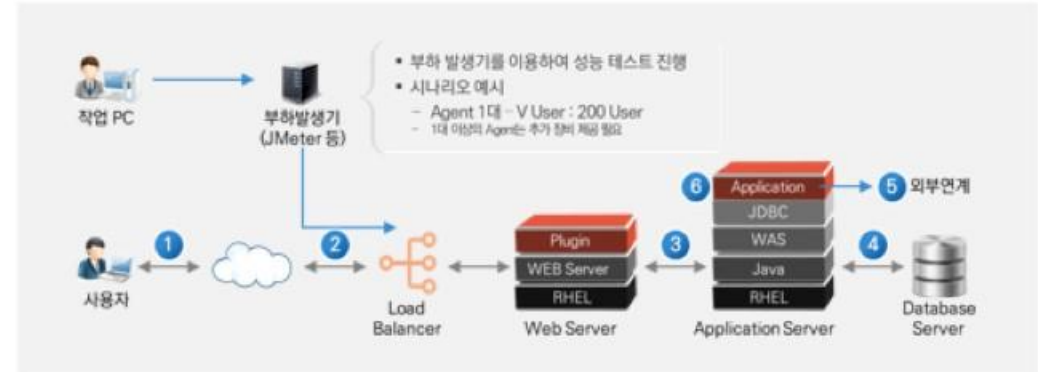 작업 PC
부하발생기
(JMeter 등)
▪ 부하 발생기를 이용하여 성능 테스트 진행
▪ 시나리오 예시
– Agent 1대 – V User : 200 User
– 1대 이상의 Agent는 추가 장비 제공 필요
6
Application
5
외부연계
JDBC
1
2
Plugin
3
WAS
4
WEB Server
Java
사용자
RHEL
RHEL
Load
Balancer
Web Server
Application Server
Database
Server